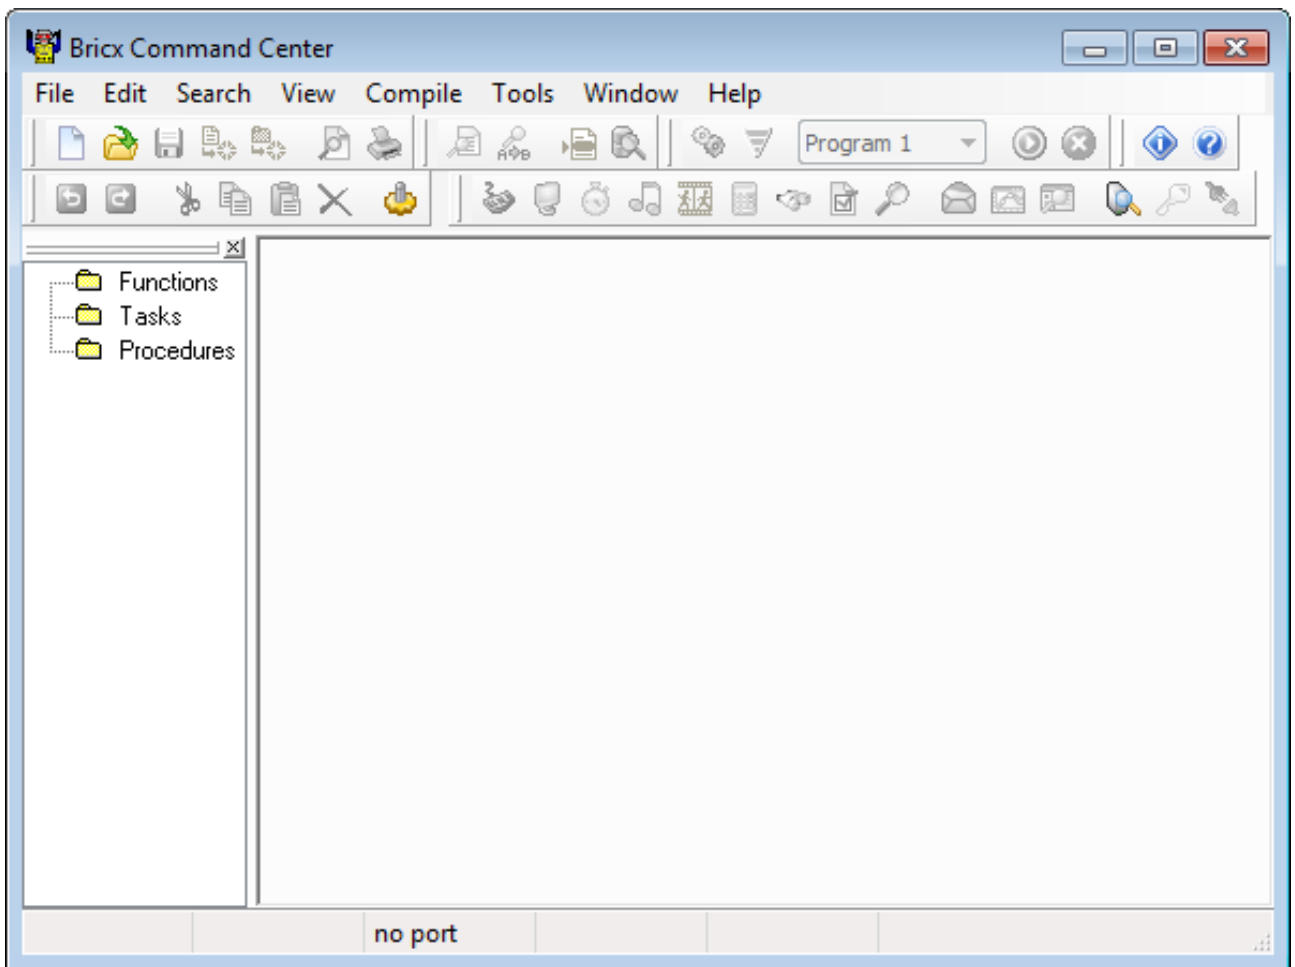 Bricx Command Center
File Edit Search View Compile Tools Window Help
Program 1
Functions
Tasks
Procedures
no port